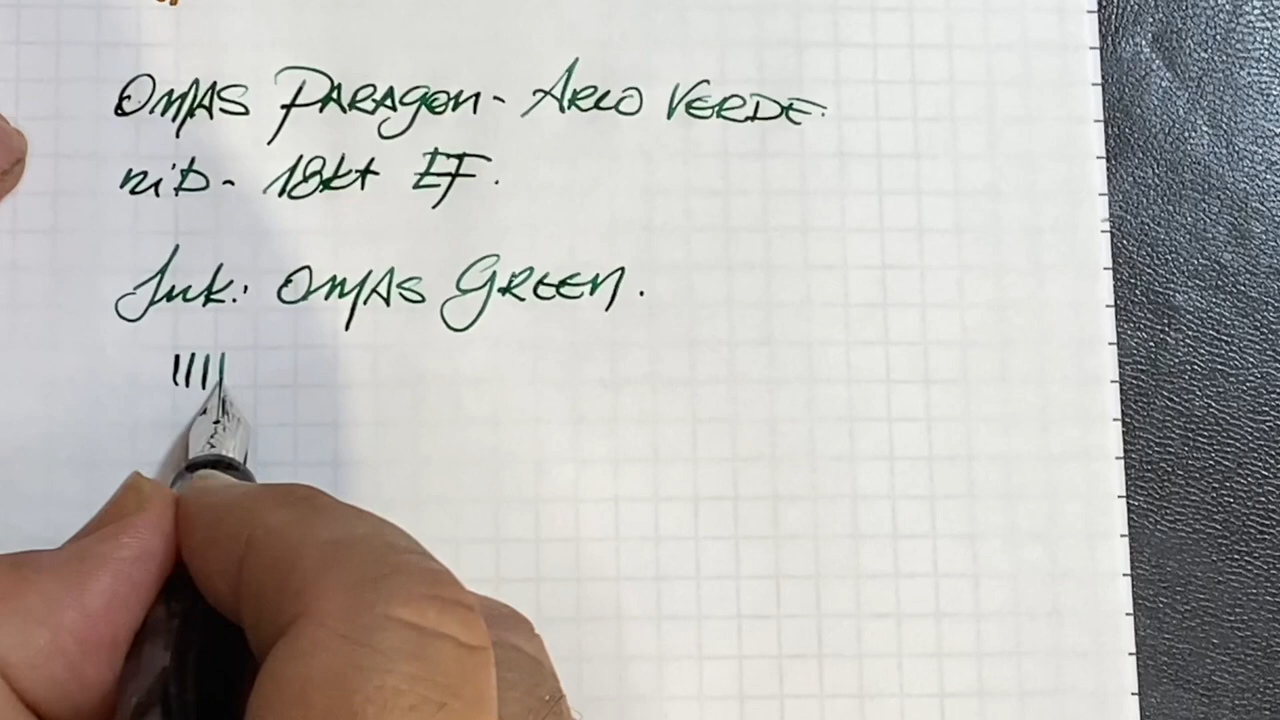 OMAS PARAGON - ARCO VERDE.
nib - 18kt EF.
Ink: OMAS GREEN.